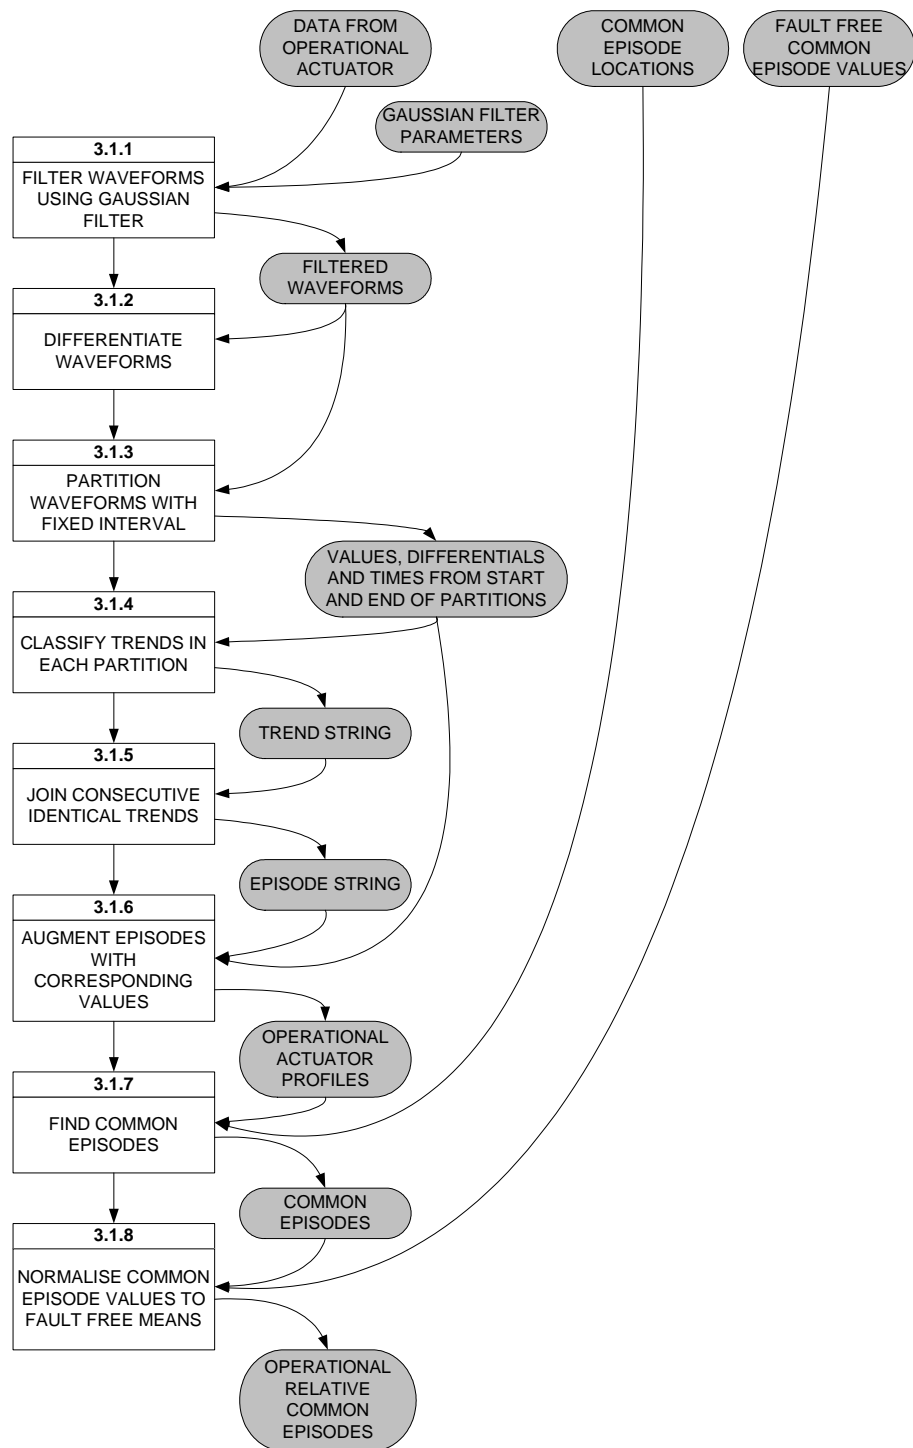 DATA FROM
OPERATIONAL
ACTUATOR
COMMON
EPISODE
LOCATIONS
FAULT FREE
COMMON
EPISODE VALUES
GAUSSIAN FILTER
PARAMETERS
3.1.1
FILTER WAVEFORMS
USING GAUSSIAN
FILTER
FILTERED
WAVEFORMS
3.1.2
DIFFERENTIATE
WAVEFORMS
3.1.3
PARTITION
WAVEFORMS WITH
FIXED INTERVAL
VALUES, DIFFERENTIALS
AND TIMES FROM START
AND END OF PARTITIONS
3.1.4
CLASSIFY TRENDS IN
EACH PARTITION
TREND STRING
3.1.5
JOIN CONSECUTIVE
IDENTICAL TRENDS
EPISODE STRING
3.1.6
AUGMENT EPISODES
WITH
CORRESPONDING
VALUES
OPERATIONAL
ACTUATOR
PROFILES
3.1.7
FIND COMMON
EPISODES
COMMON
EPISODES
3.1.8
NORMALISE COMMON
EPISODE VALUES TO
FAULT FREE MEANS
OPERATIONAL
RELATIVE
COMMON
EPISODES